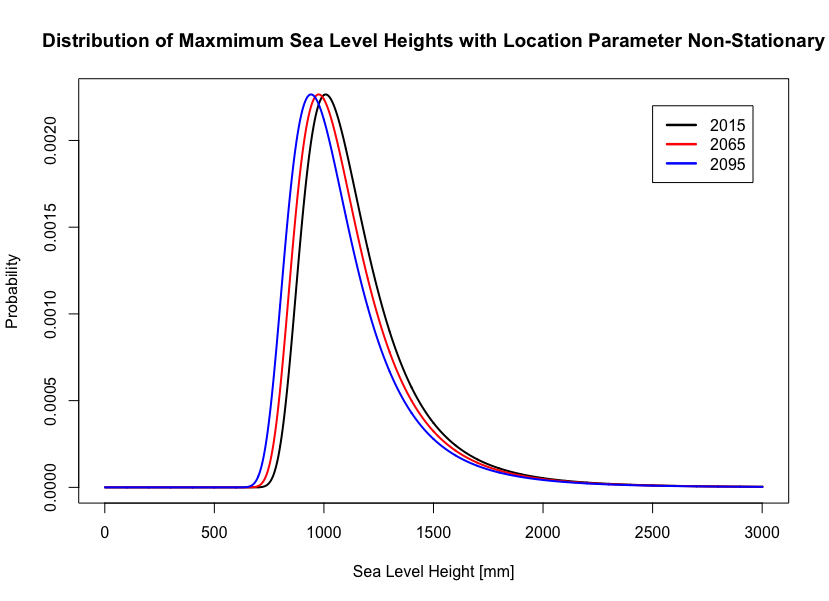 Distribution of Maxmimum Sea Level Heights with Location Parameter Non-Stationary
2015
2065
2095
Probability
0.0020
0.0015
0.0010
0.0005
0.0000
0 500 1000 1500 2000 2500 3000
Sea Level Height [mm]